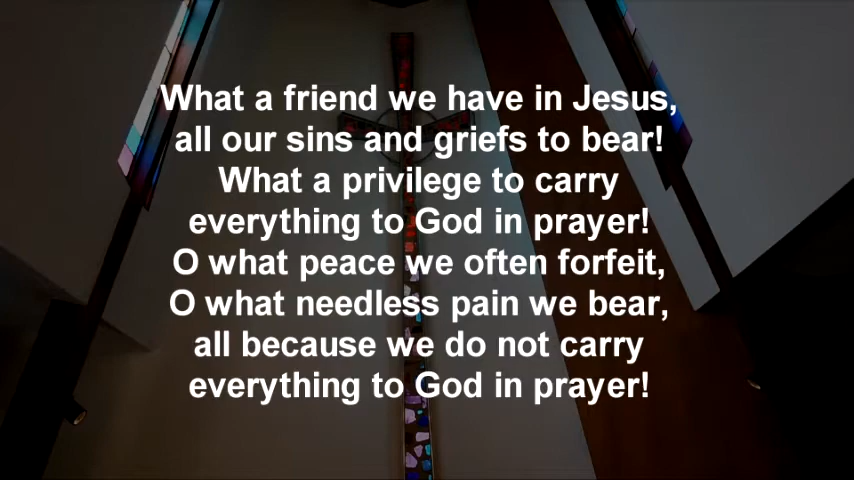 What a friend we have in Jesus,
all our sins and griefs to bear!
What a privilege to carry
everything to God in prayer!
O what peace we often forfeit,
O what needless pain we bear,
all because we do not carry
everything to God in prayer!